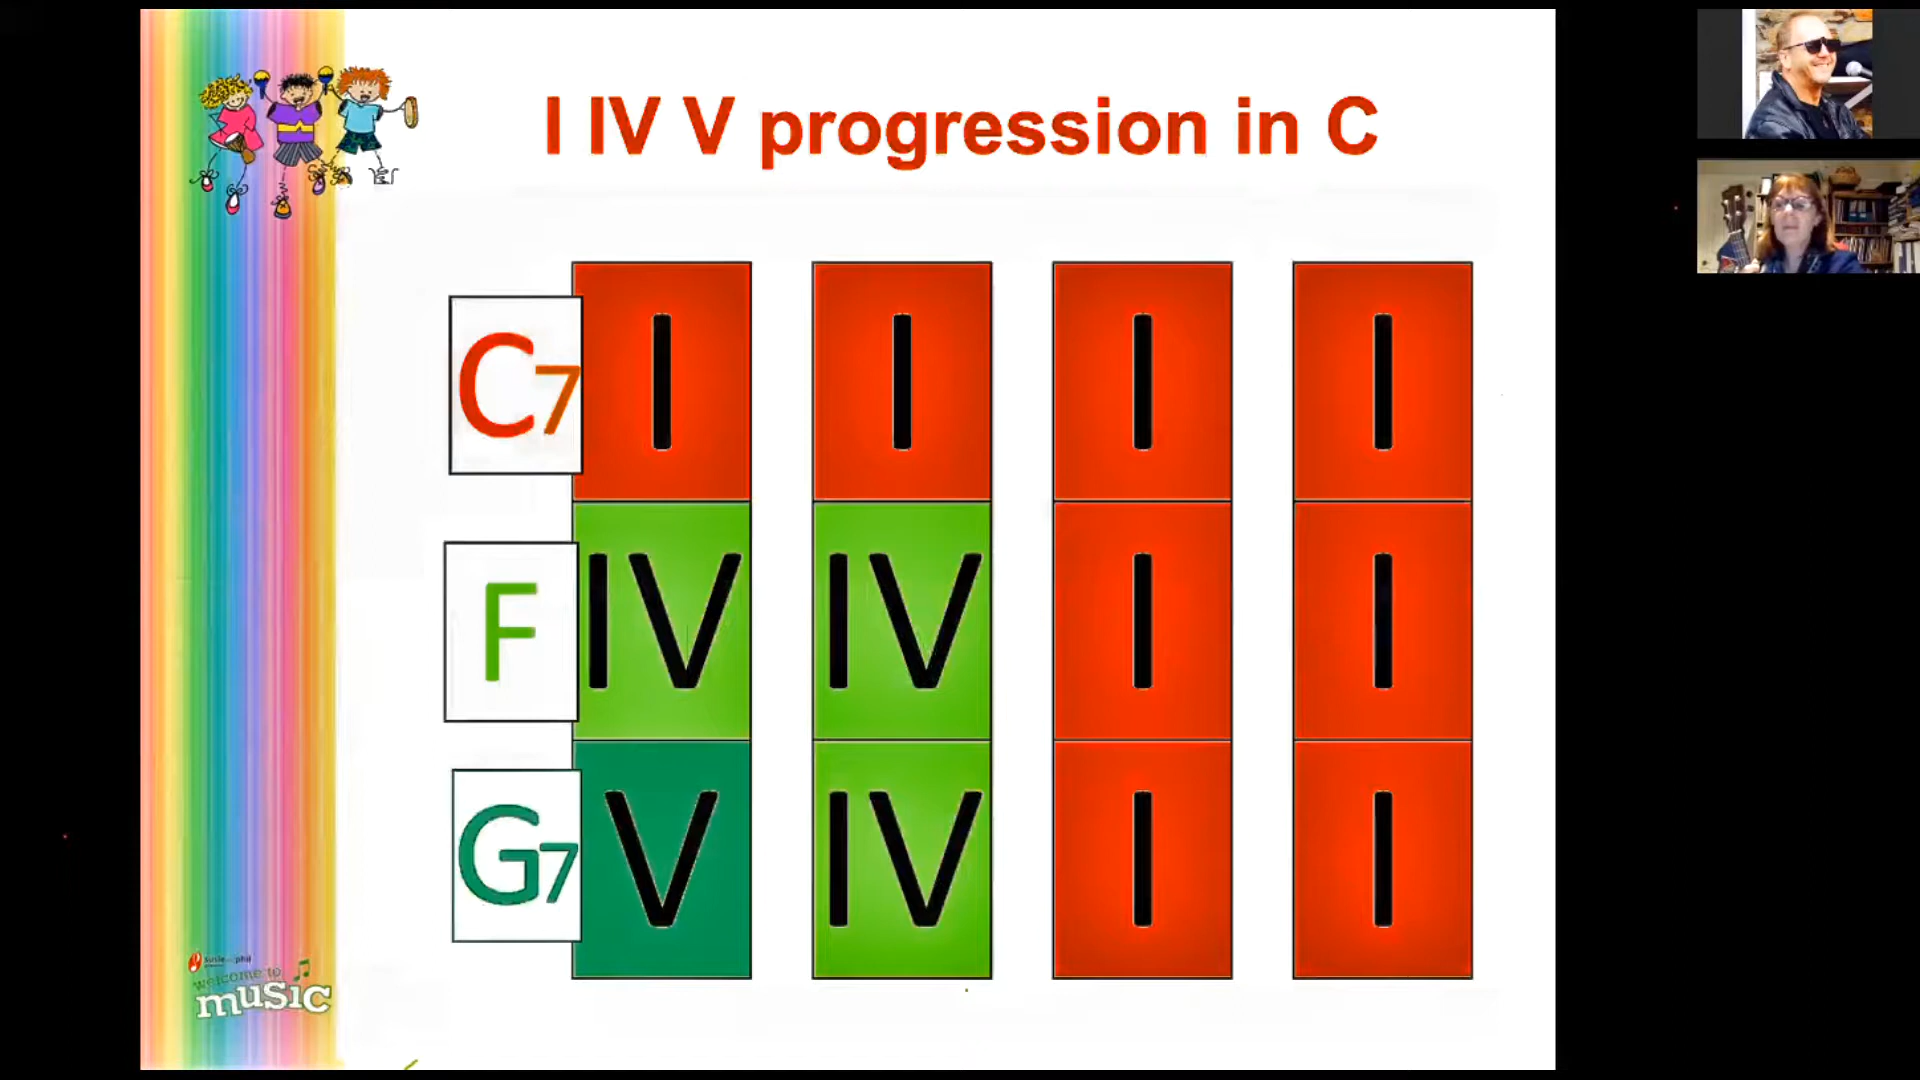 I IV V progression in C
C7 I I I I
F IV IV I I
G7 V IV I I
welcome to
music